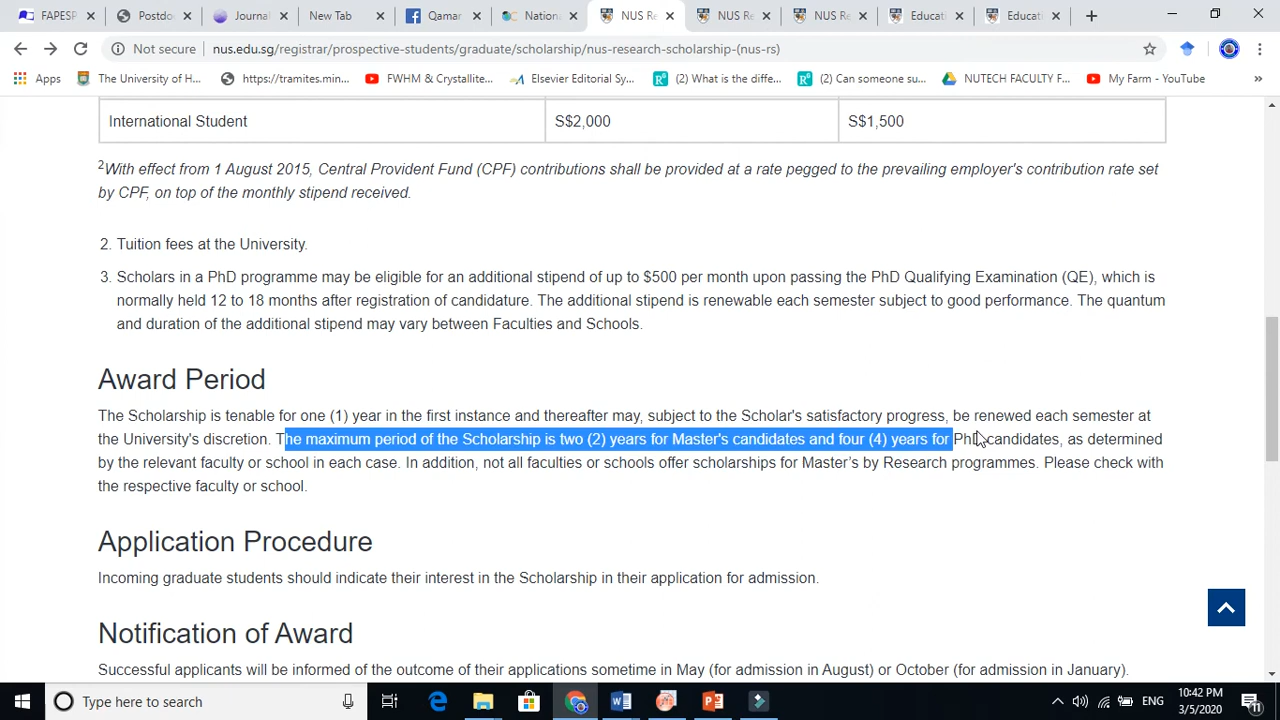 FAPESP
Postdo
Journal
New Tab
Qamar
Nationa
NUS Re
NUS Re
NUS Re
Educati
Educati
Not secure
nus.edu.sg/registrar/prospective-students/graduate/scholarship/nus-research-scholarship-(nus-rs)
Apps
The University of H...
https://tramites.min...
FWHM & Crystallite...
Elsevier Editorial Sy...
(2) What is the diffe...
(2) Can someone su...
NUTECH FACULTY F...
My Farm - YouTube
International Student S$2,000 S$1,500
2With effect from 1 August 2015, Central Provident Fund (CPF) contributions shall be provided at a rate pegged to the prevailing employer's contribution rate set
by CPF, on top of the monthly stipend received.
2. Tuition fees at the University.
3. Scholars in a PhD programme may be eligible for an additional stipend of up to $500 per month upon passing the PhD Qualifying Examination (QE), which is
normally held 12 to 18 months after registration of candidature. The additional stipend is renewable each semester subject to good performance. The quantum
and duration of the additional stipend may vary between Faculties and Schools.
Award Period
The Scholarship is tenable for one (1) year in the first instance and thereafter may, subject to the Scholar's satisfactory progress, be renewed each semester at
the University's discretion. The maximum period of the Scholarship is two (2) years for Master's candidates and four (4) years for PhD candidates, as determined
by the relevant faculty or school in each case. In addition, not all faculties or schools offer scholarships for Master's by Research programmes. Please check with
the respective faculty or school.
Application Procedure
Incoming graduate students should indicate their interest in the Scholarship in their application for admission.
Notification of Award
Successful applicants will be informed of the outcome of their applications sometime in May (for admission in August) or October (for admission in January).
Type here to search
ENG
10:42 PM
3/5/2020
11